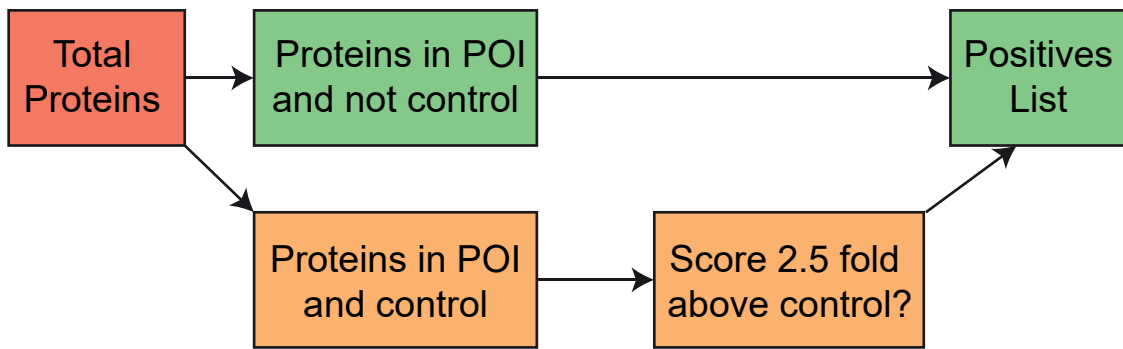 Total
Proteins
Proteins in POI
and not control
Positives
List
Proteins in POI
and control
Score 2.5 fold
above control?